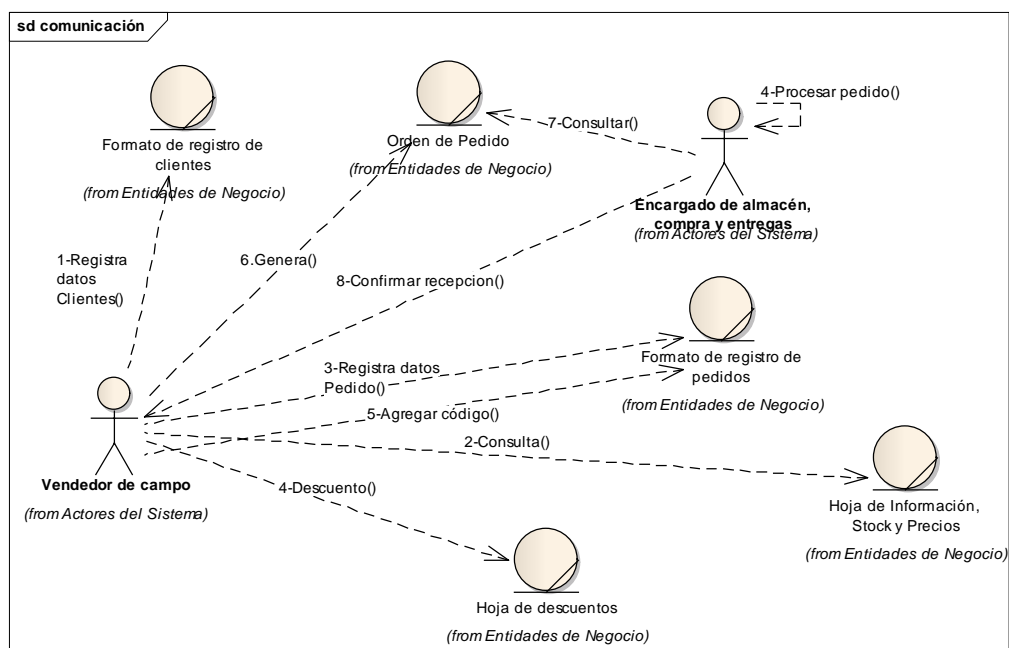 sd comunicación
Formato de registro de
clientes
(from Entidades de Negocio)
Orden de Pedido
(from Entidades de Negocio)
4-Procesar pedido()
7-Consultar()
Encargado de almacén,
compra y entregas
(from Actores del Sistema)
1-Registra
datos
Clientes()
6.Genera()
8-Confirmar recepcion()
3-Registra datos
Pedido()
Formato de registro de
pedidos
(from Entidades de Negocio)
5-Agregar código()
2-Consulta()
Vendedor de campo
(from Actores del Sistema)
4-Descuento()
Hoja de Información,
Stock y Precios
(from Entidades de Negocio)
Hoja de descuentos
(from Entidades de Negocio)